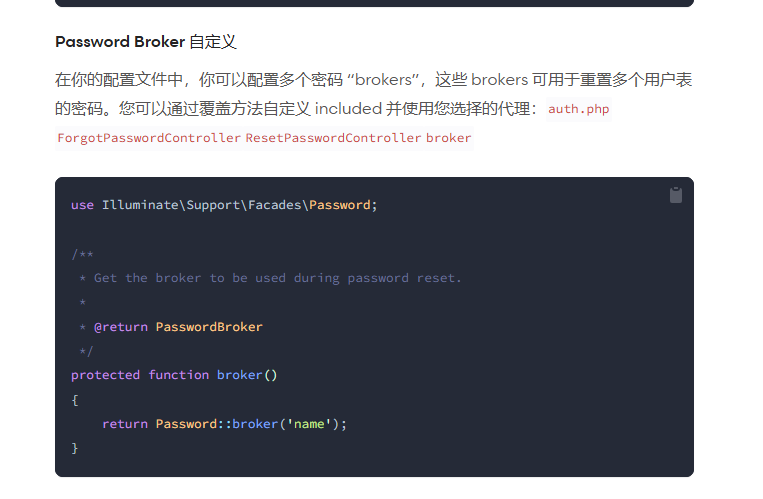 Password Broker 自定义
在你的配置文件中，你可以配置多个密码 “brokers”，这些 brokers 可用于重置多个用户表
的密码。您可以通过覆盖方法自定义 included 并使用您选择的代理：auth.php
ForgotPasswordController ResetPasswordController broker
use Illuminate\Support\Facades\Password;
/**
 * Get the broker to be used during password reset.
 *
 * @return PasswordBroker
 */
protected function broker()
{
    return Password::broker('name');
}